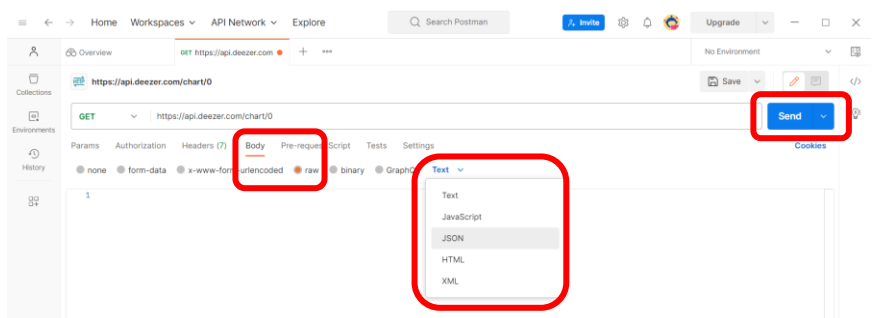 Home Workspaces API Network Explore Search Postman Invite Upgrade
Overview GET https://api.deezer.com + ••• No Environment
https://api.deezer.com/chart/0 Save </>
Collections
GET https://api.deezer.com/chart/0 Send
Environments
Params Authorization Headers (7) Body Pre-request Script Tests Settings Cookies
History
none form-data x-www-form-urlencoded raw binary GraphQL Text
1
Text
JavaScript
JSON
HTML
XML